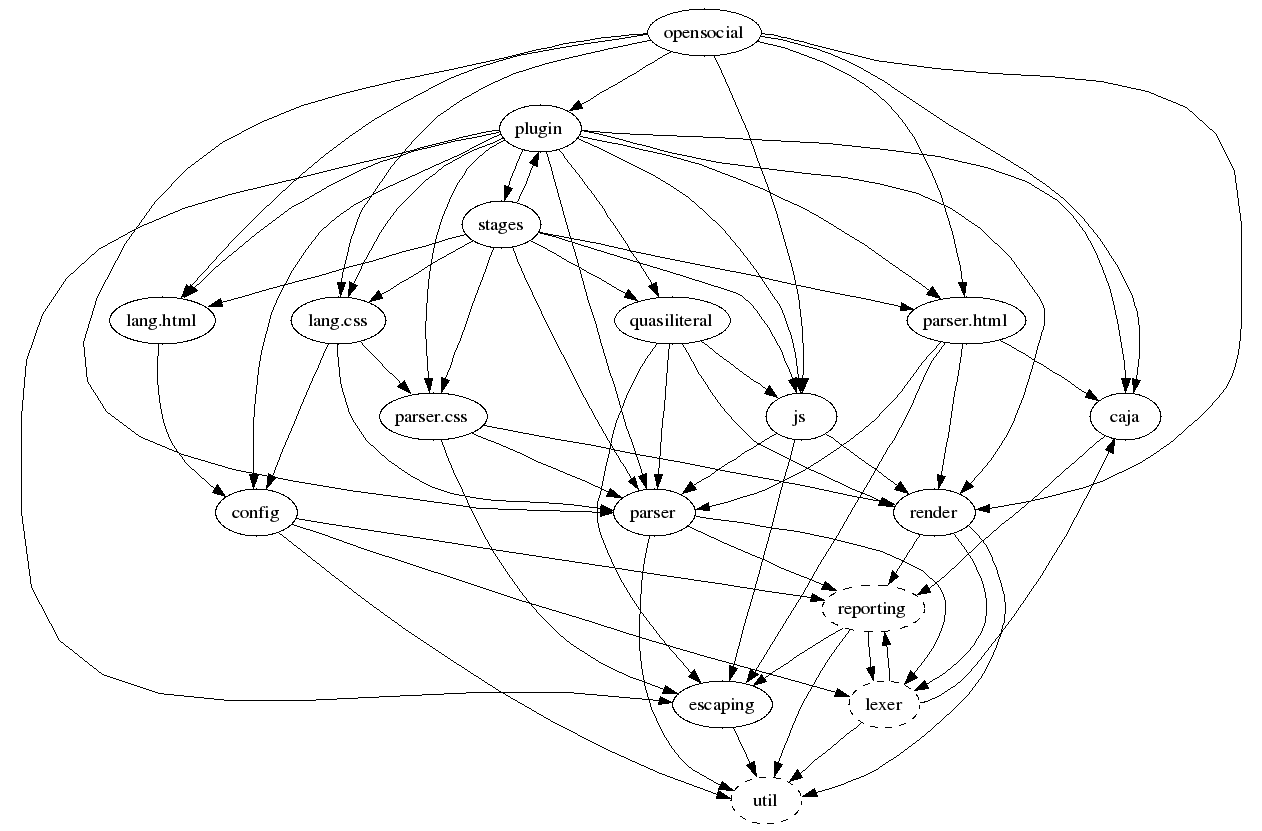 opensocial
plugin
stages
lang.html
lang.css
quasiliteral
parser.html
parser.css
js
caja
config
parser
render
reporting
escaping
lexer
util